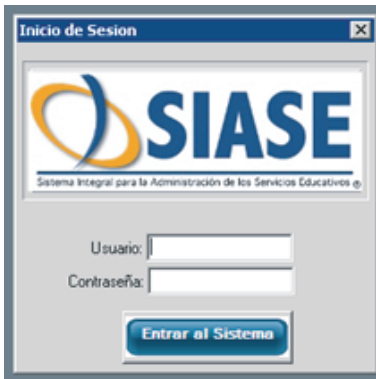 Inicio de Sesion
SIASE
Sistema Integral para la Administración de los Servicios Educativos ®
Usuario:
Contraseña:
Entrar al Sistema